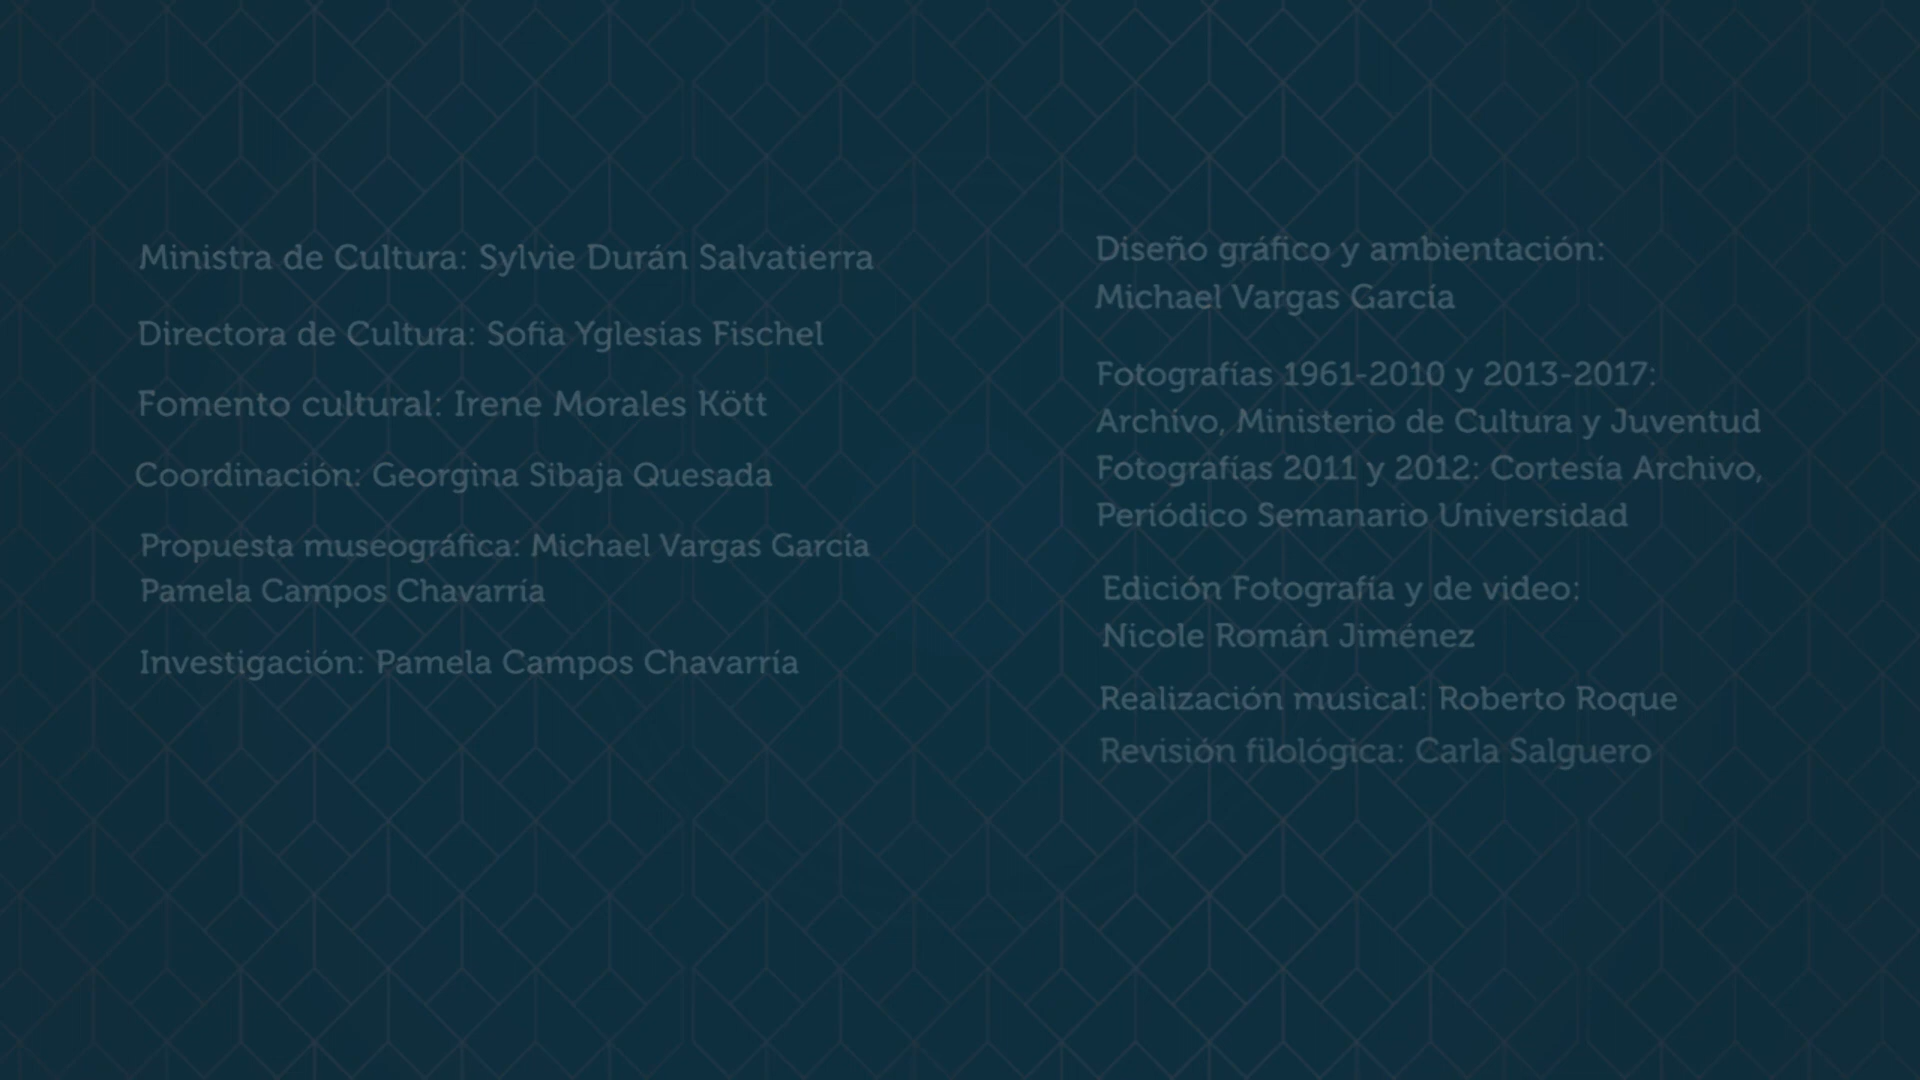 Ministra de Cultura: Sylvie Durán Salvatierra
Directora de Cultura: Sofia Yglesias Fischel
Fomento cultural: Irene Morales Kött
Coordinación: Georgina Sibaja Quesada
Propuesta museográfica: Michael Vargas García
Pamela Campos Chavarría
Investigación: Pamela Campos Chavarría
Diseño gráfico y ambientación:
Michael Vargas García
Fotografías 1961-2010 y 2013-2017:
Archivo, Ministerio de Cultura y Juventud
Fotografías 2011 y 2012: Cortesía Archivo,
Periódico Semanario Universidad
Edición Fotografía y de video:
Nicole Román Jiménez
Realización musical: Roberto Roque
Revisión filológica: Carla Salguero